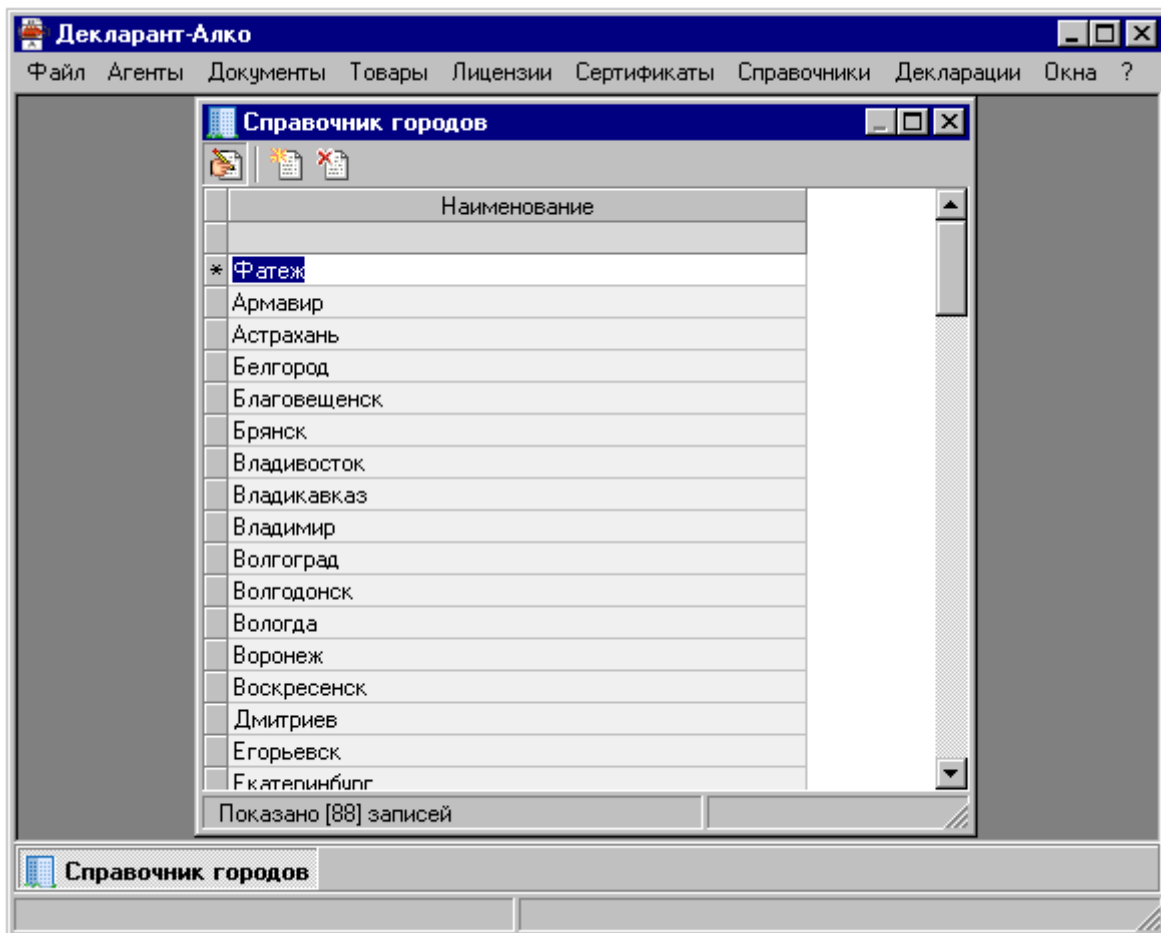 Декларант-Алко
Файл Агенты Документы Товары Лицензии Сертификаты Справочники Декларации Окна ?
Справочник городов
Наименование
* Фатеж
Армавир
Астрахань
Белгород
Благовещенск
Брянск
Владивосток
Владикавказ
Владимир
Волгоград
Волгодонск
Вологда
Воронеж
Воскресенск
Дмитриев
Егорьевск
Екатеринбург
Показано [88] записей
Справочник городов